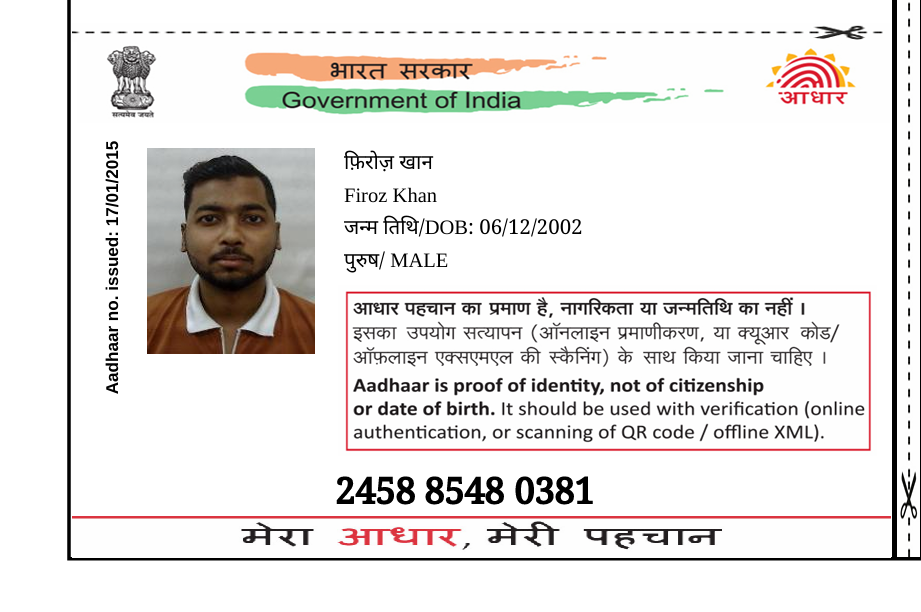 भारत सरकार
Government of India
सत्यमेव जयते
आधार
Aadhaar no. issued: 17/01/2015
फ़िरोज़ खान
Firoz Khan
जन्म तिथि/DOB: 06/12/2002
पुरुष/ MALE
आधार पहचान का प्रमाण है, नागरिकता या जन्मतिथि का नहीं ।
इसका उपयोग सत्यापन (ऑनलाइन प्रमाणीकरण, या क्यूआर कोड/
ऑफ़लाइन एक्सएमएल की स्कैनिंग) के साथ किया जाना चाहिए ।
Aadhaar is proof of identity, not of citizenship
or date of birth. It should be used with verification (online
authentication, or scanning of QR code / offline XML).
2458 8548 0381
मेरा आधार, मेरी पहचान